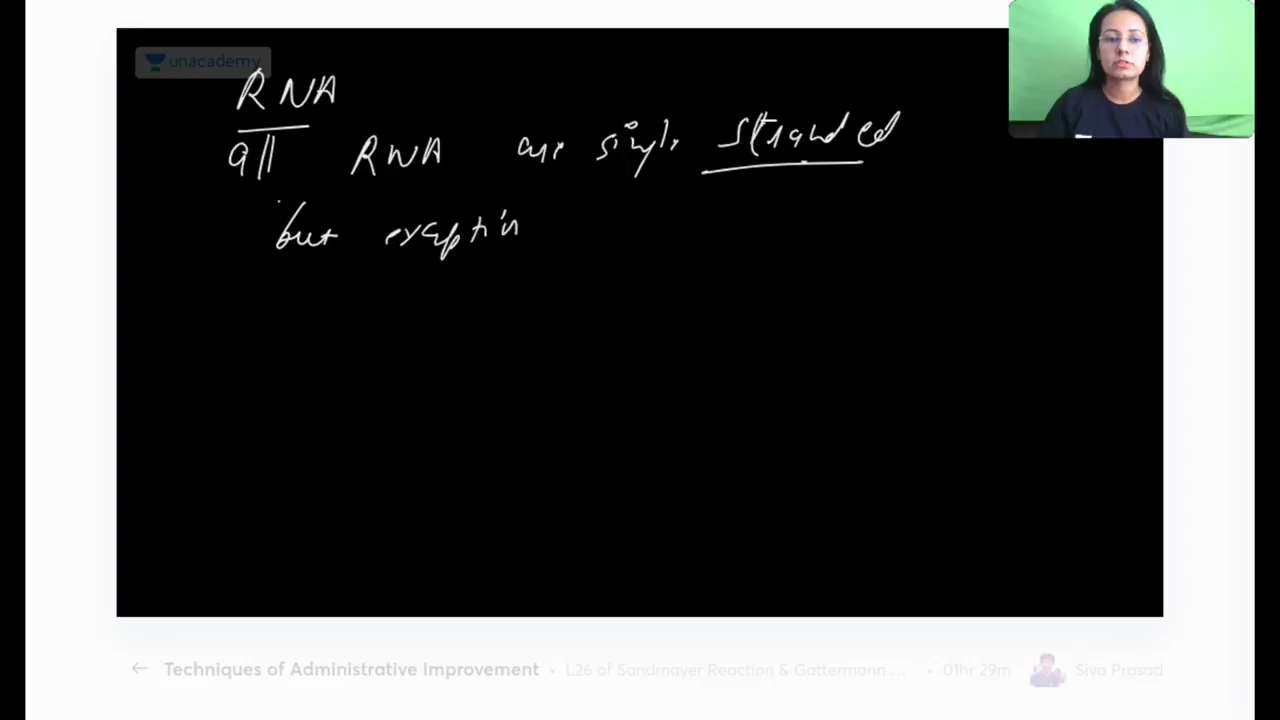 unacademy
RNA
all RNA are single stranded
but exception
← Techniques of Administrative Improvement • L26 of Sandmayer Reaction & Gattermann ... • 01hr 29m Siva Prasad